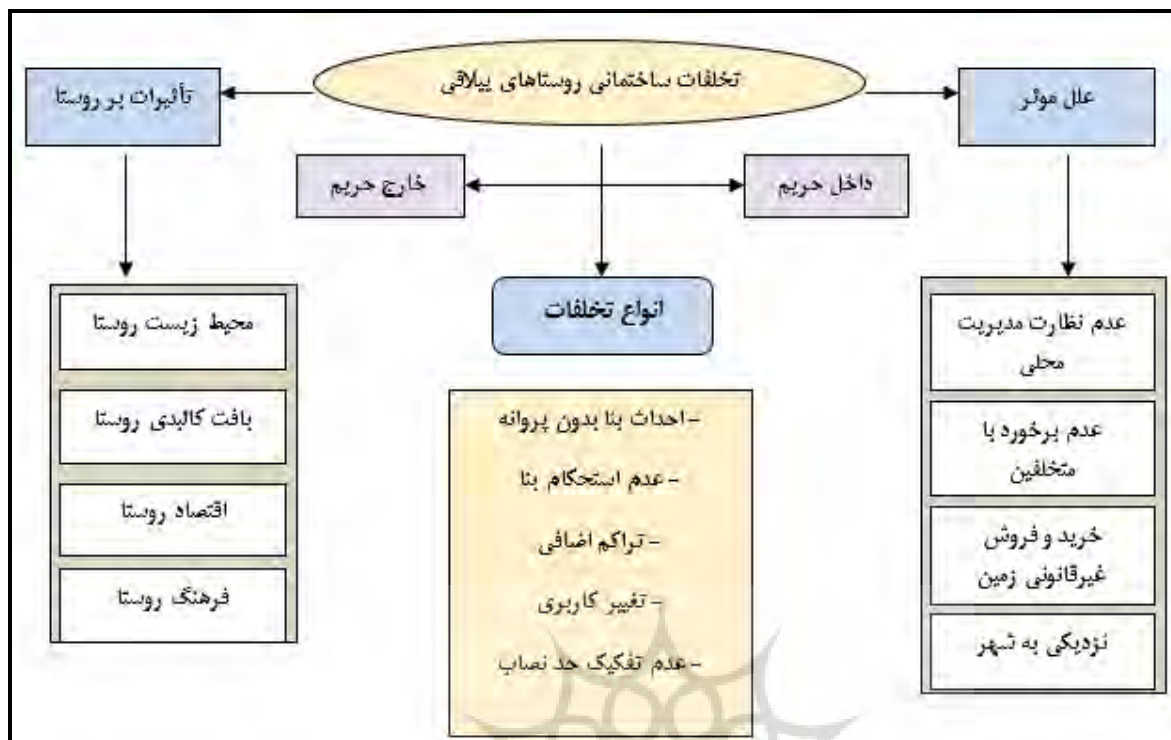 تخلفات ساختمانی روستاهای ییلاقی
علل موثر
تأثیرات بر روستا
داخل حریم
خارج حریم
عدم نظارت مدیریت
محلی
عدم برخورد با
متخلفین
خرید و فروش
غیرقانونی زمین
نزدیکی به شهر
انواع تخلفات
-احداث بنا بدون پروانه
-عدم استحکام بنا
-تراکم اضافی
-تغییر کاربری
-عدم تفکیک حد نصاب
محیط زیست روستا
بافت کالبدی روستا
اقتصاد روستا
فرهنگ روستا